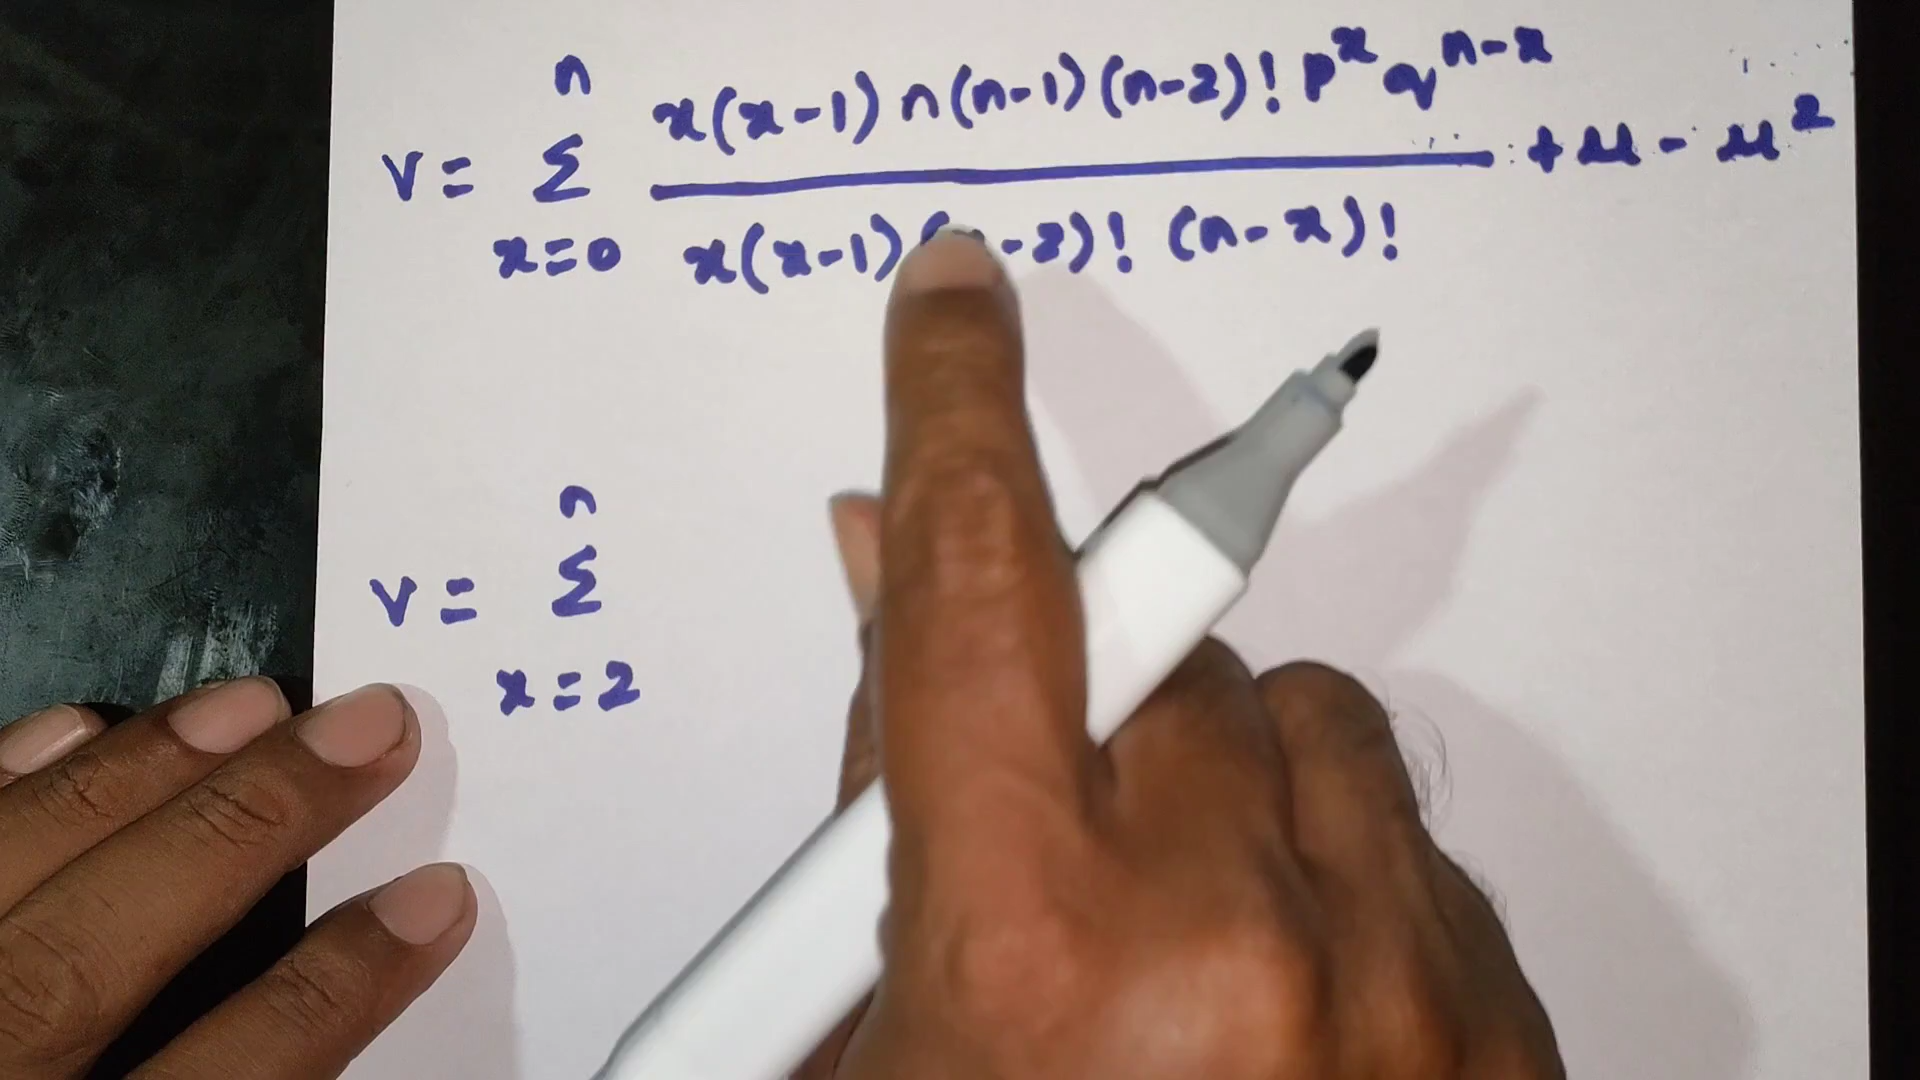 V = n Σ x=0 x(x-1) n(n-1)(n-2)! p^x q^n-x / x(x-1)( -2)! (n-x)! + μ - μ^2
V = n Σ x=2